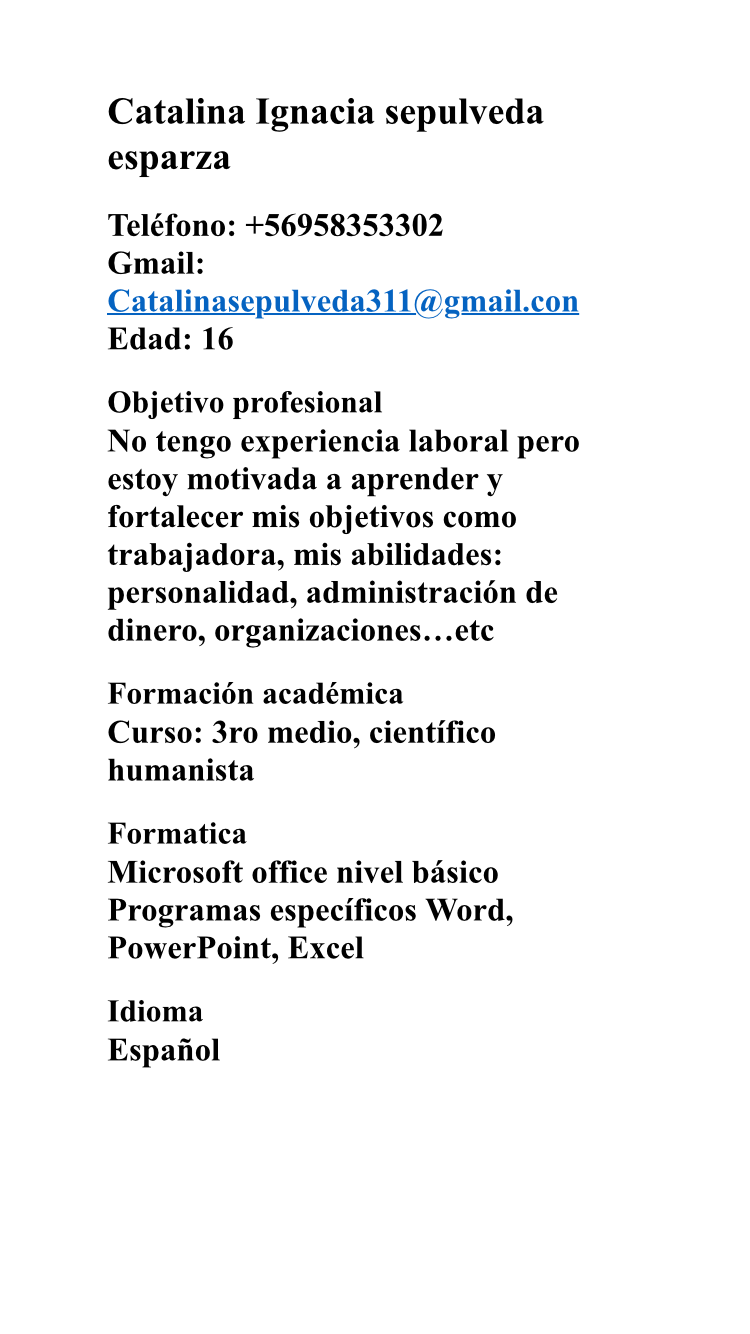 Catalina Ignacia sepulveda
esparza
Teléfono: +56958353302
Gmail:
Catalinasepulveda311@gmail.con
Edad: 16
Objetivo profesional
No tengo experiencia laboral pero
estoy motivada a aprender y
fortalecer mis objetivos como
trabajadora, mis abilidades:
personalidad, administración de
dinero, organizaciones…etc
Formación académica
Curso: 3ro medio, científico
humanista
Formatica
Microsoft office nivel básico
Programas específicos Word,
PowerPoint, Excel
Idioma
Español